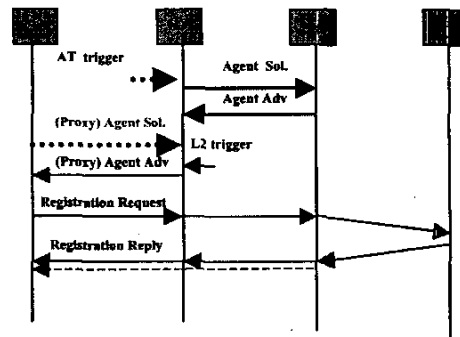 AT trigger
Agent Sol.
Agent Adv
(Proxy) Agent Sol.
L2 trigger
(Proxy) Agent Adv
Registration Request
Registration Reply